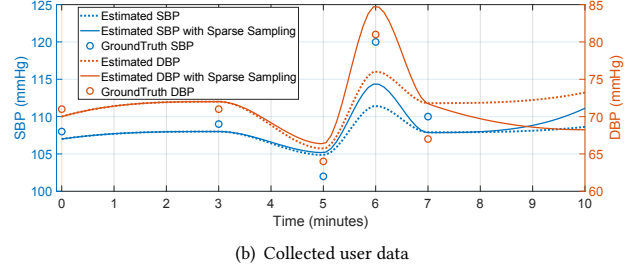 125
120
115
110
105
100
SBP (mmHg)
Estimated SBP
Estimated SBP with Sparse Sampling
GroundTruth SBP
Estimated DBP
Estimated DBP with Sparse Sampling
GroundTruth DBP
85
80
75
70
65
60
DBP (mmHg)
0 1 2 3 3 4 5 6 7 8 9 10
Time (minutes)
(b) Collected user data